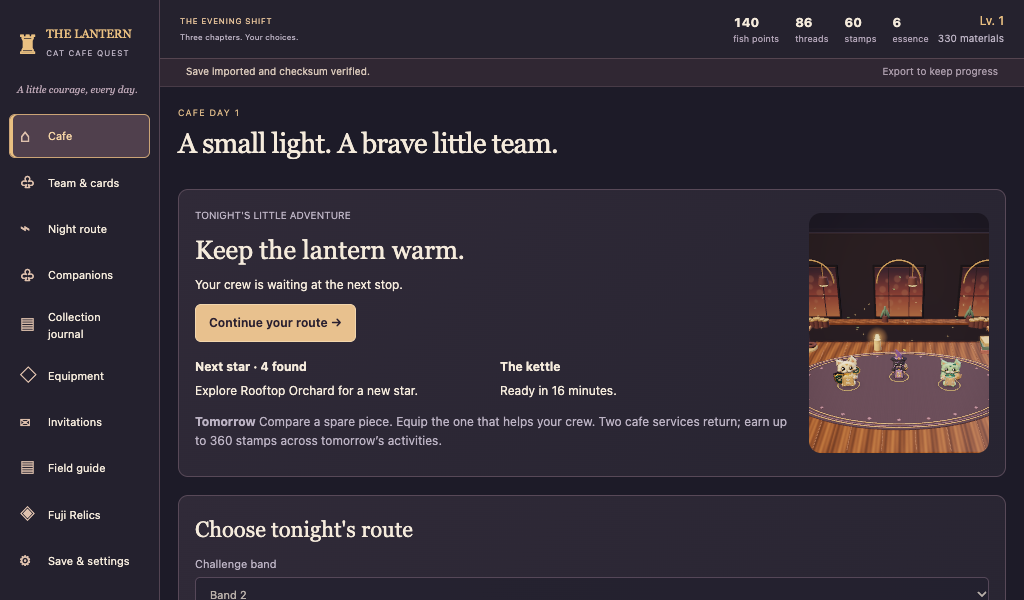 THE LANTERN
CAT CAFE QUEST
A little courage, every day.
Cafe
Team & cards
Night route
Companions
Collection
journal
Equipment
Invitations
Field guide
Fuji Relics
Save & settings
THE EVENING SHIFT
Three chapters. Your choices.
140
fish points
86
threads
60
stamps
6
essence
Lv. 1
330 materials
Save imported and checksum verified.
Export to keep progress
CAFE DAY 1
A small light. A brave little team.
TONIGHT'S LITTLE ADVENTURE
Keep the lantern warm.
Your crew is waiting at the next stop.
Continue your route →
Next star · 4 found
Explore Rooftop Orchard for a new star.
The kettle
Ready in 16 minutes.
Tomorrow Compare a spare piece. Equip the one that helps your crew. Two cafe services return; earn up
to 360 stamps across tomorrow's activities.
Choose tonight's route
Challenge band
Band 2